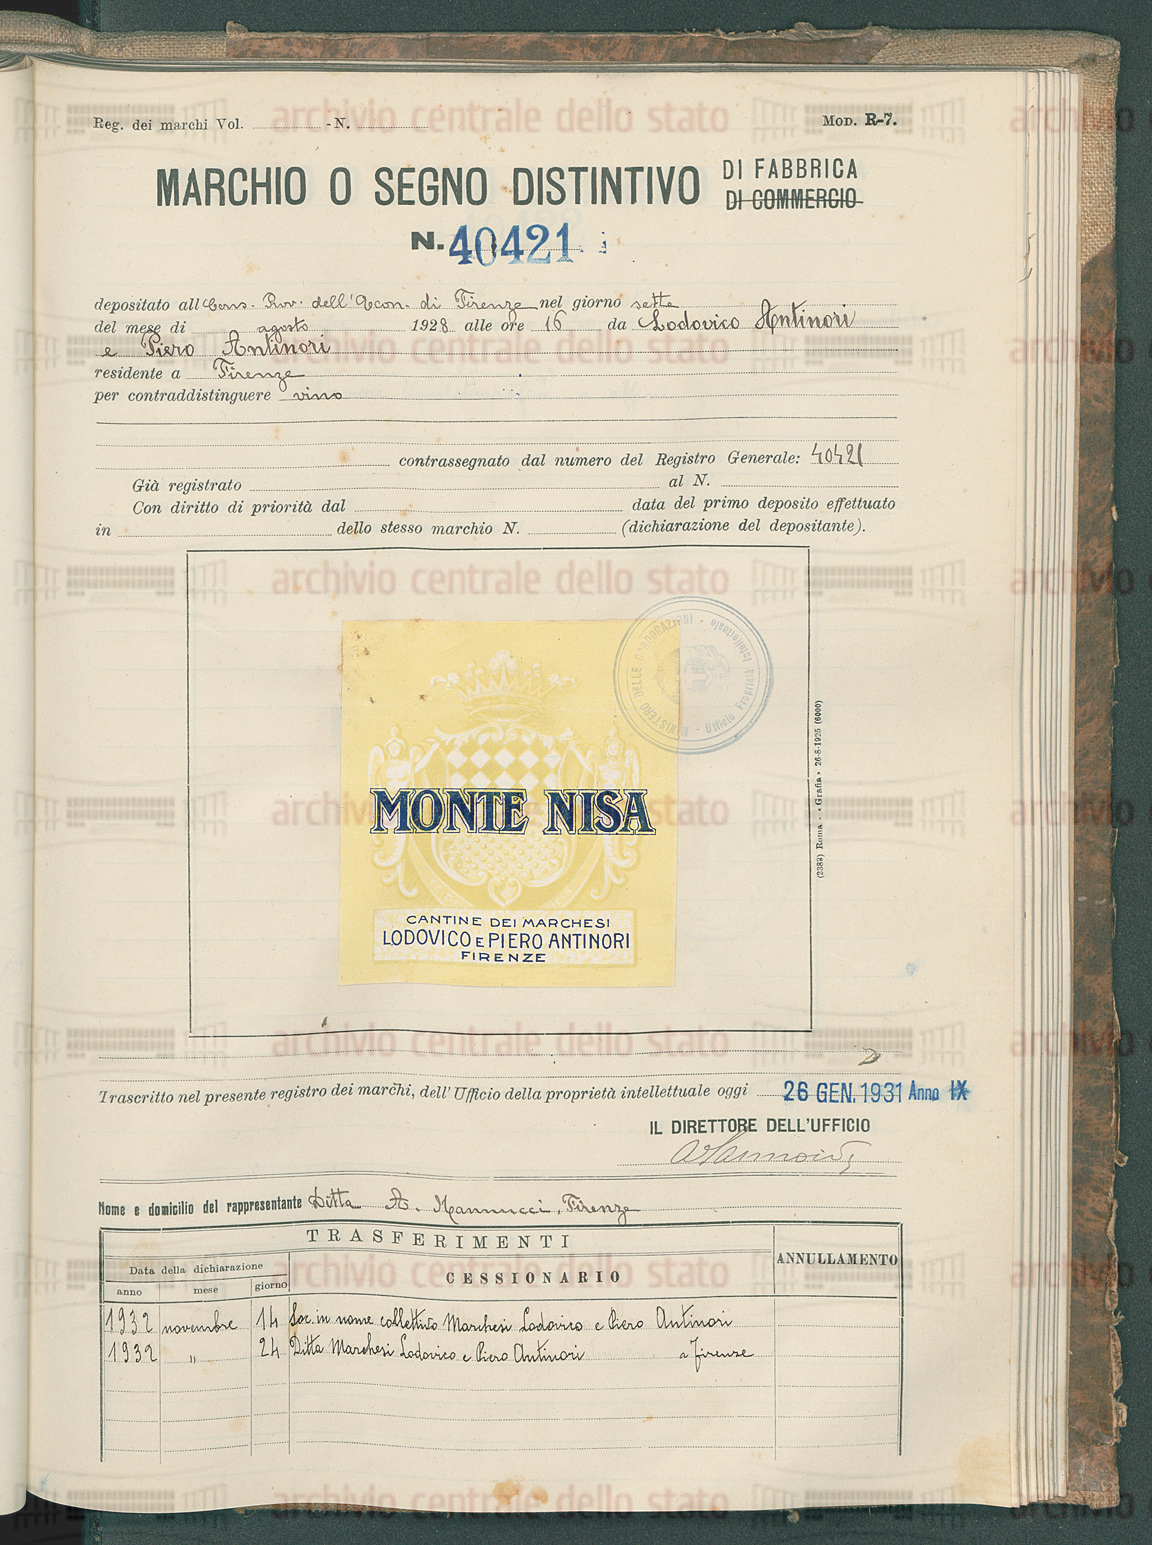 Reg. dei marchi Vol. - N.
MOD. R-7.
MARCHIO O SEGNO DISTINTIVO DI FABBRICA
DI COMMERCIO
N. 40421
depositato all Cons. Prov. dell'Econ. di Firenze nel giorno sette
del mese di agosto 1928 alle ore 16 da Lodovico Antinori
e Piero Antinori
residente a Firenze
per contraddistinguere vino
contrassegnato dal numero del Registro Generale: 40421
Già registrato al N.
Con diritto di priorità dal data del primo deposito effettuato
in dello stesso marchio N. (dichiarazione del depositante).
MONTE NISA
CANTINE DEI MARCHESI
LODOVICO E PIERO ANTINORI
FIRENZE
(2383) Roma - « Grafia » 26-8-1925 (6000)
Trascritto nel presente registro dei marchi, dell'Ufficio della proprietà intellettuale oggi 26 GEN. 1931 Anno IX
IL DIRETTORE DELL'UFFICIO
Nome e domicilio del rappresentante Ditta A. Mannucci, Firenze
TRASFERIMENTI
Data della dichiarazione
anno mese giorno
CESSIONARIO
ANNULLAMENTO
1932 novembre 14 Soc. in nome collettivo Marchesi Lodovico e Piero Antinori
1932 " 24 Ditta Marchesi Lodovico e Piero Antinori a Firenze
archivio centrale dello stato